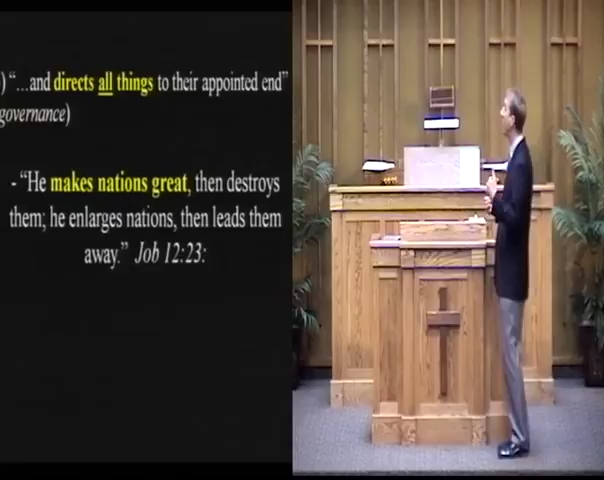 ) “…and directs all things to their appointed end”
governance)
- “He makes nations great, then destroys
them; he enlarges nations, then leads them
away.” Job 12:23: